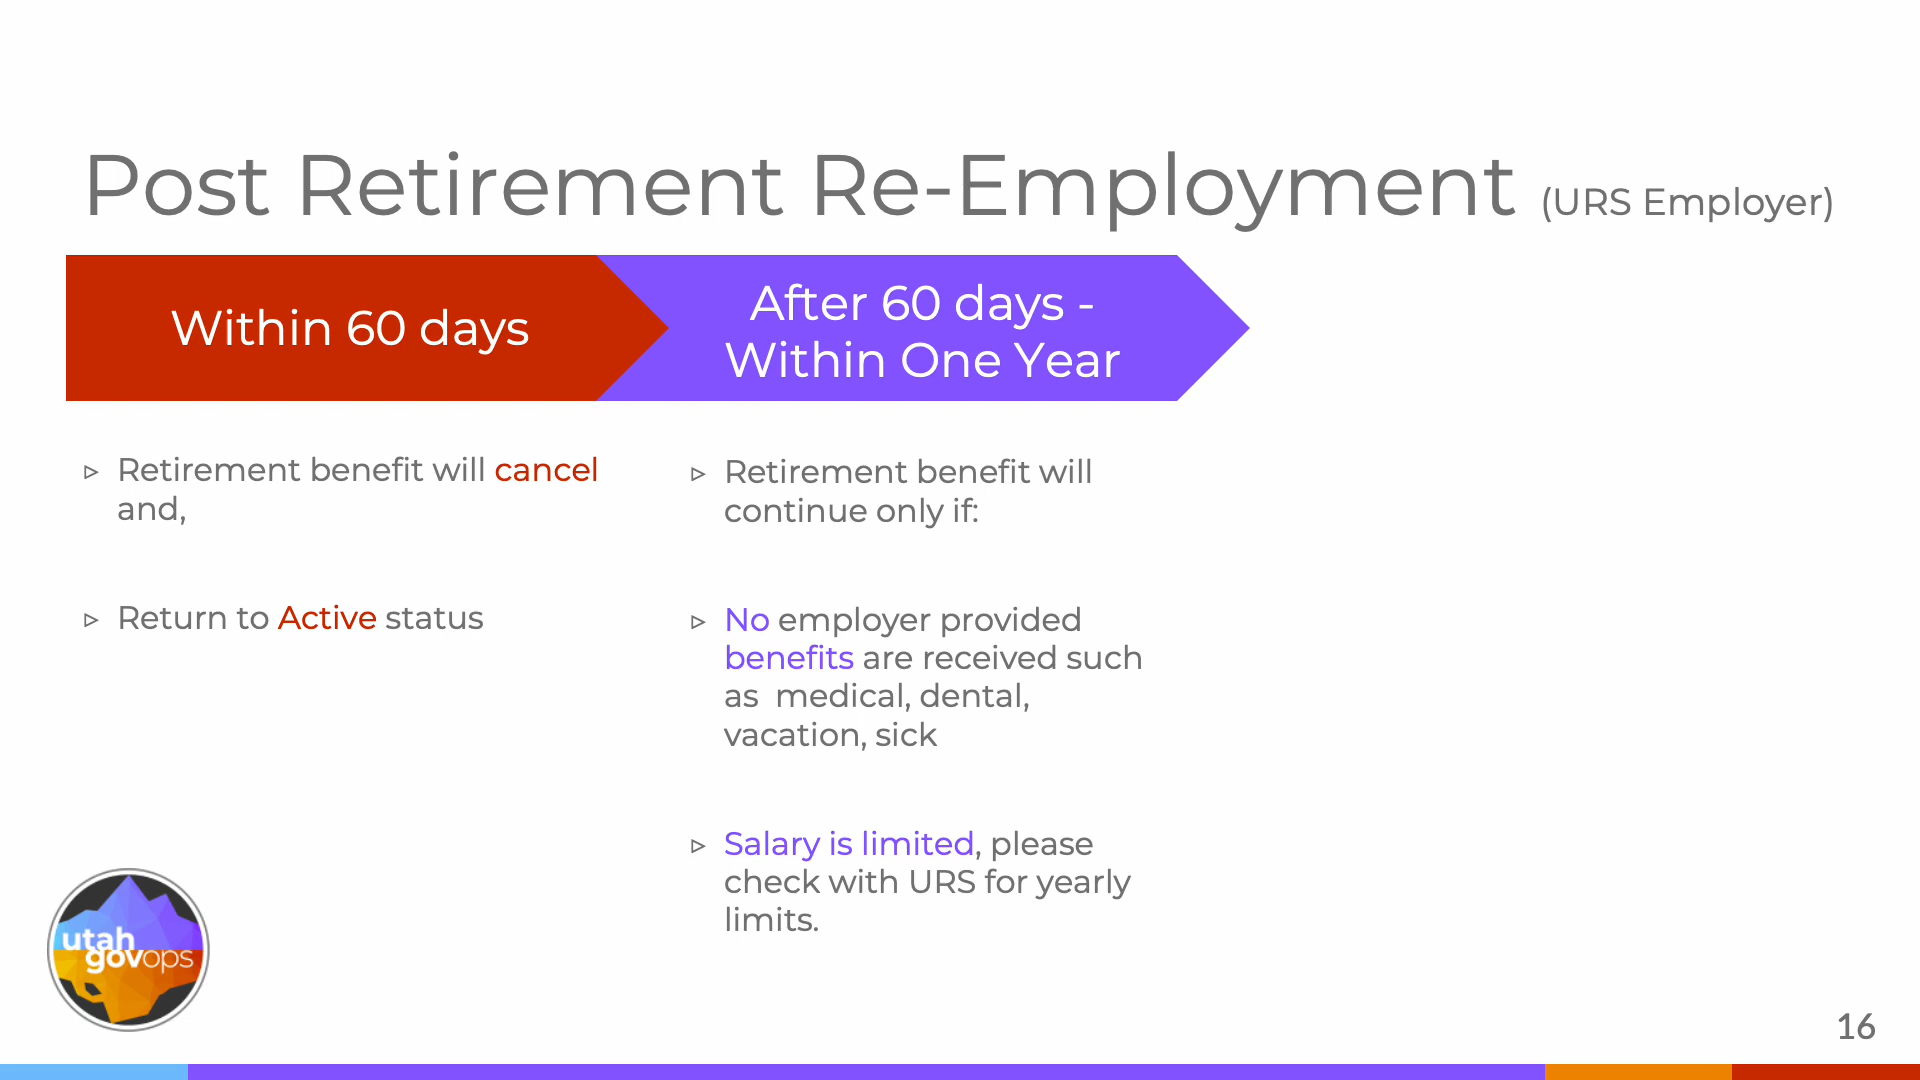 Post Retirement Re-Employment (URS Employer)
Within 60 days
▹ Retirement benefit will cancel
and,
▹ Return to Active status
After 60 days -
Within One Year
▹ Retirement benefit will
continue only if:
▹ No employer provided
benefits are received such
as  medical, dental,
vacation, sick
▹ Salary is limited, please
check with URS for yearly
limits.
utah
govops
16